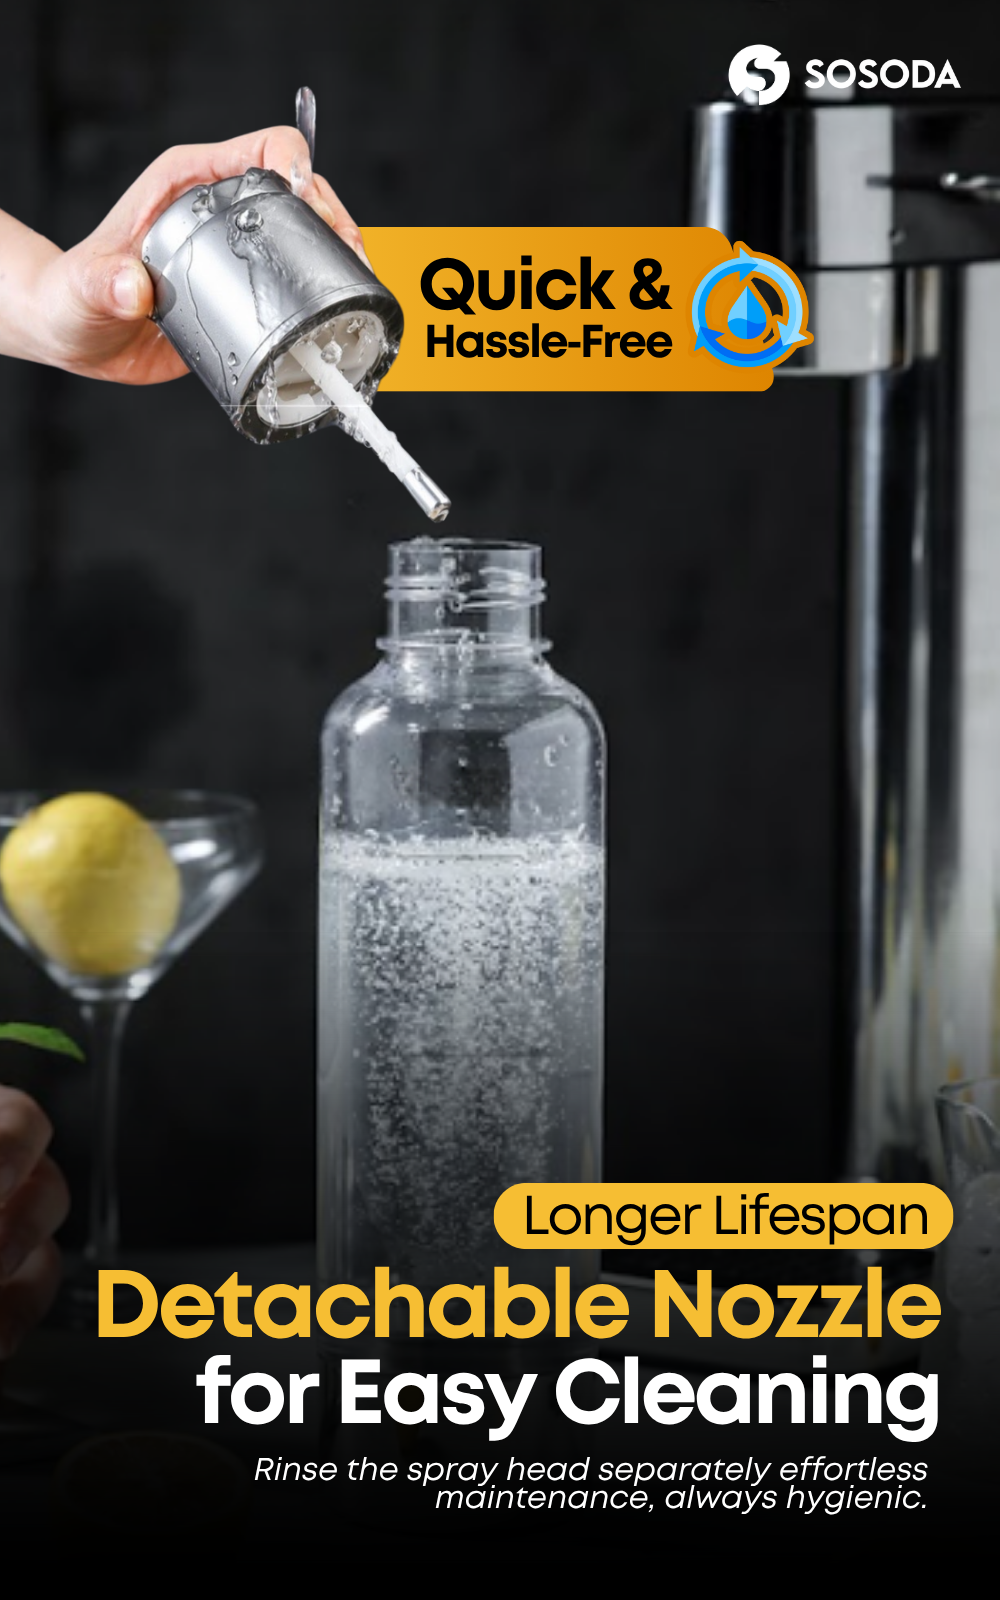 SOSODA
Quick &
Hassle-Free
Longer Lifespan
Detachable Nozzle
for Easy Cleaning
Rinse the spray head separately effortless
maintenance, always hygienic.